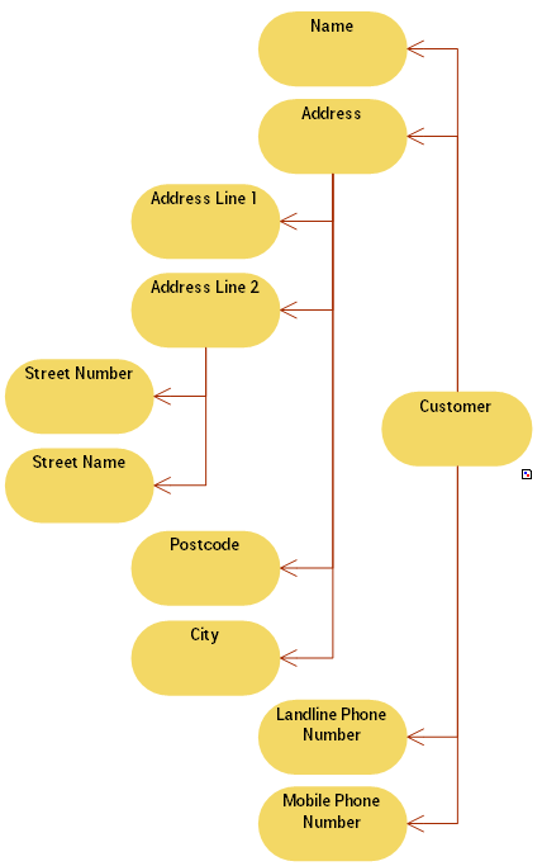 Name
Address
Address Line 1
Address Line 2
Street Number
Street Name
Customer
Postcode
City
Landline Phone
Number
Mobile Phone
Number